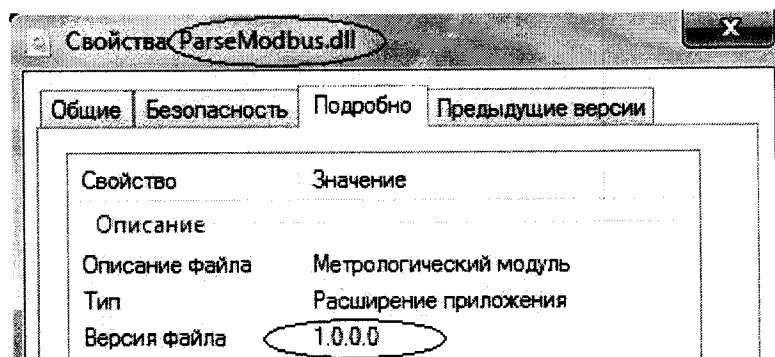 Свойства: ParseModbus.dll
X
Общие Безопасность Подробно Предыдущие версии
Свойство Значение
Описание
Описание файла Метрологический модуль
Тип Расширение приложения
Версия файла 1.0.0.0